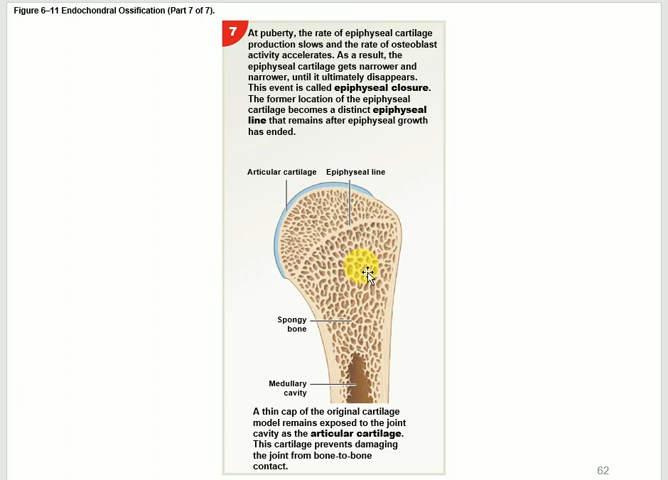 Figure 6–11 Endochondral Ossification (Part 7 of 7).
7
At puberty, the rate of epiphyseal cartilage
production slows and the rate of osteoblast
activity accelerates. As a result, the
epiphyseal cartilage gets narrower and
narrower, until it ultimately disappears.
This event is called epiphyseal closure.
The former location of the epiphyseal
cartilage becomes a distinct epiphyseal
line that remains after epiphyseal growth
has ended.
Articular cartilage Epiphyseal line
Spongy
bone
Medullary
cavity
A thin cap of the original cartilage
model remains exposed to the joint
cavity as the articular cartilage.
This cartilage prevents damaging
the joint from bone-to-bone
contact.
62